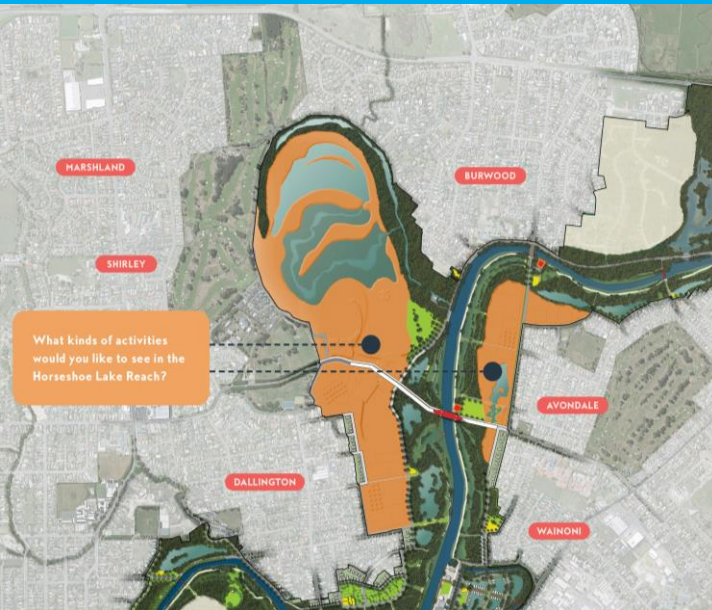 MARSHLAND
BURWOOD
SHIRLEY
What kinds of activities
would you like to see in the
Horseshoe Lake Reach?
AVONDALE
DALLINGTON
WAINONI